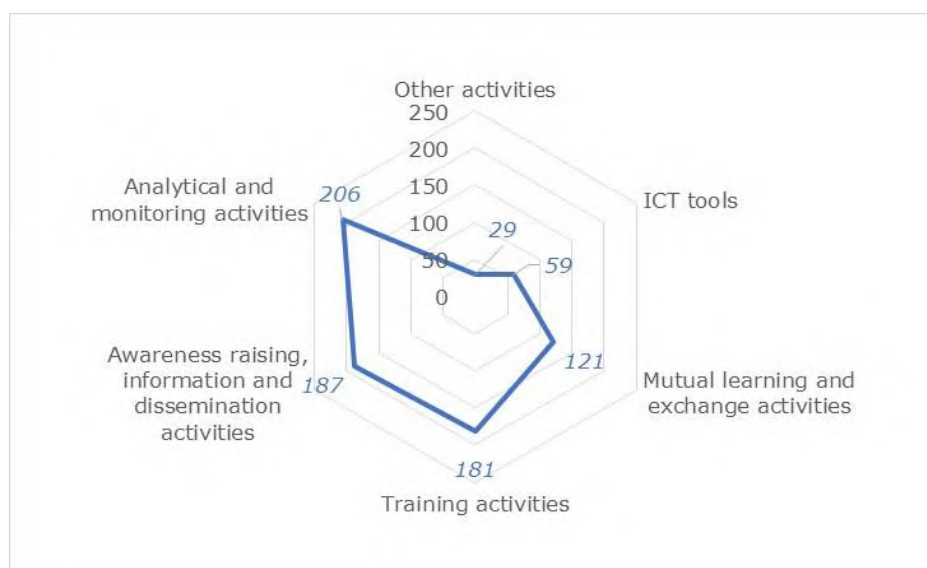 Other activities
250
200
150
100
50
0
29
59
ICT tools
121
Mutual learning and
exchange activities
181
Training activities
Awareness raising,
information and
dissemination
activities
187
Analytical and
monitoring activities
206